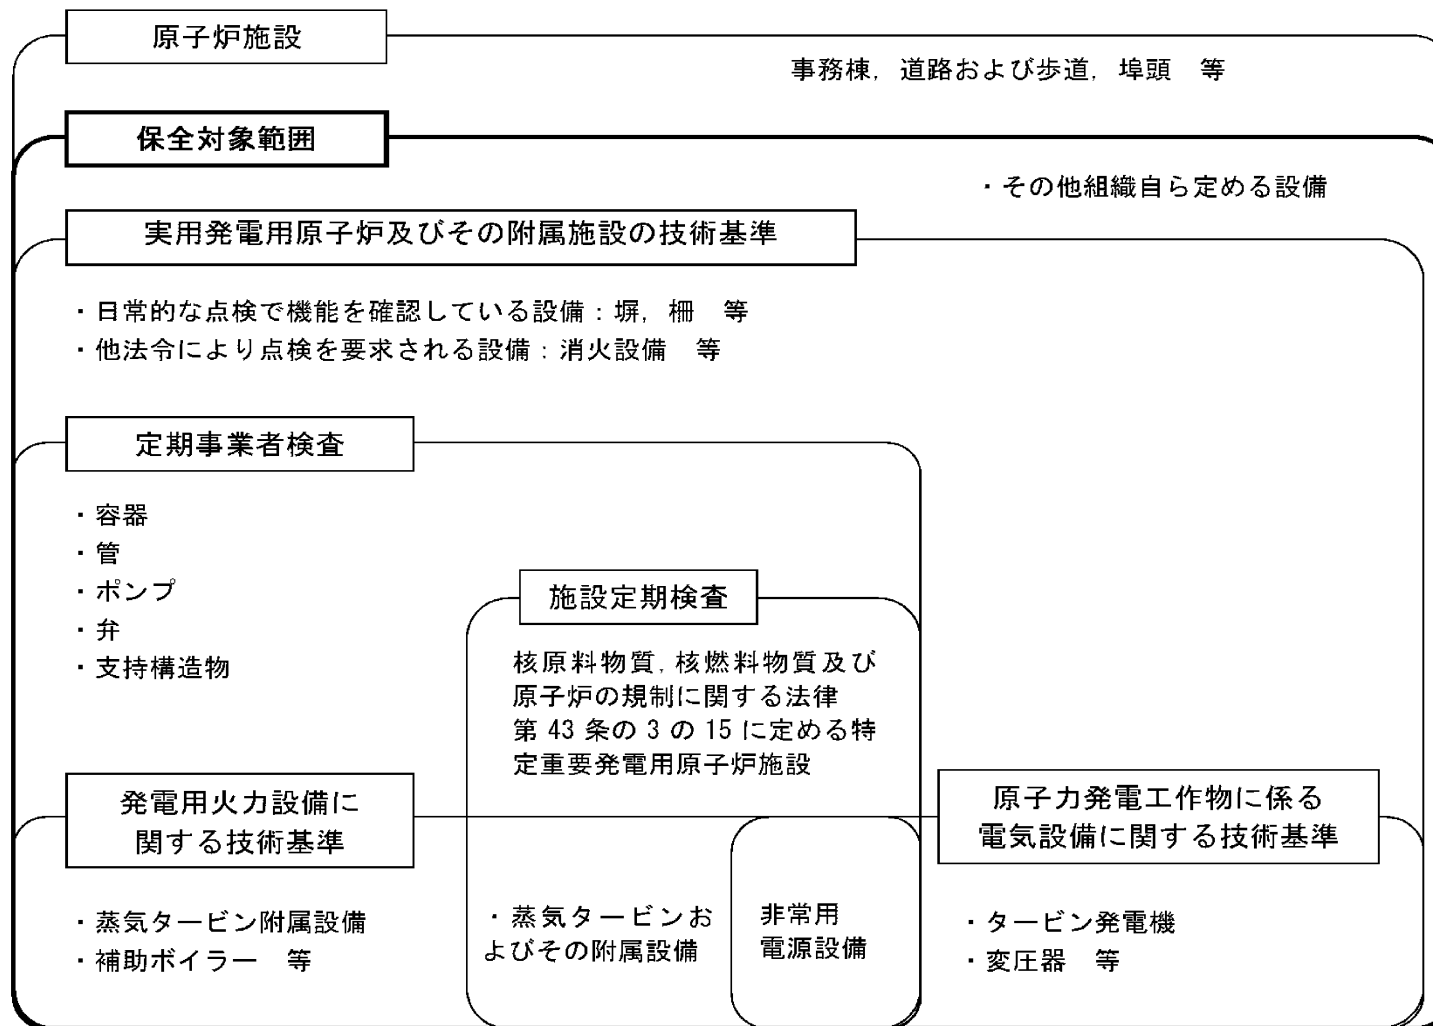 原子炉施設
事務棟，道路および歩道，埠頭　等
保全対象範囲
・その他組織自ら定める設備
実用発電用原子炉及びその附属施設の技術基準
・日常的な点検で機能を確認している設備：塀，柵　等
・他法令により点検を要求される設備：消火設備　等
定期事業者検査
・容器
・管
・ポンプ
・弁
・支持構造物
施設定期検査
核原料物質，核燃料物質及び
原子炉の規制に関する法律
第 43 条の 3 の 15 に定める特
定重要発電用原子炉施設
発電用火力設備に
関する技術基準
原子力発電工作物に係る
電気設備に関する技術基準
・蒸気タービン附属設備
・補助ボイラー　等
・蒸気タービンお
よびその附属設備
非常用
電源設備
・タービン発電機
・変圧器　等